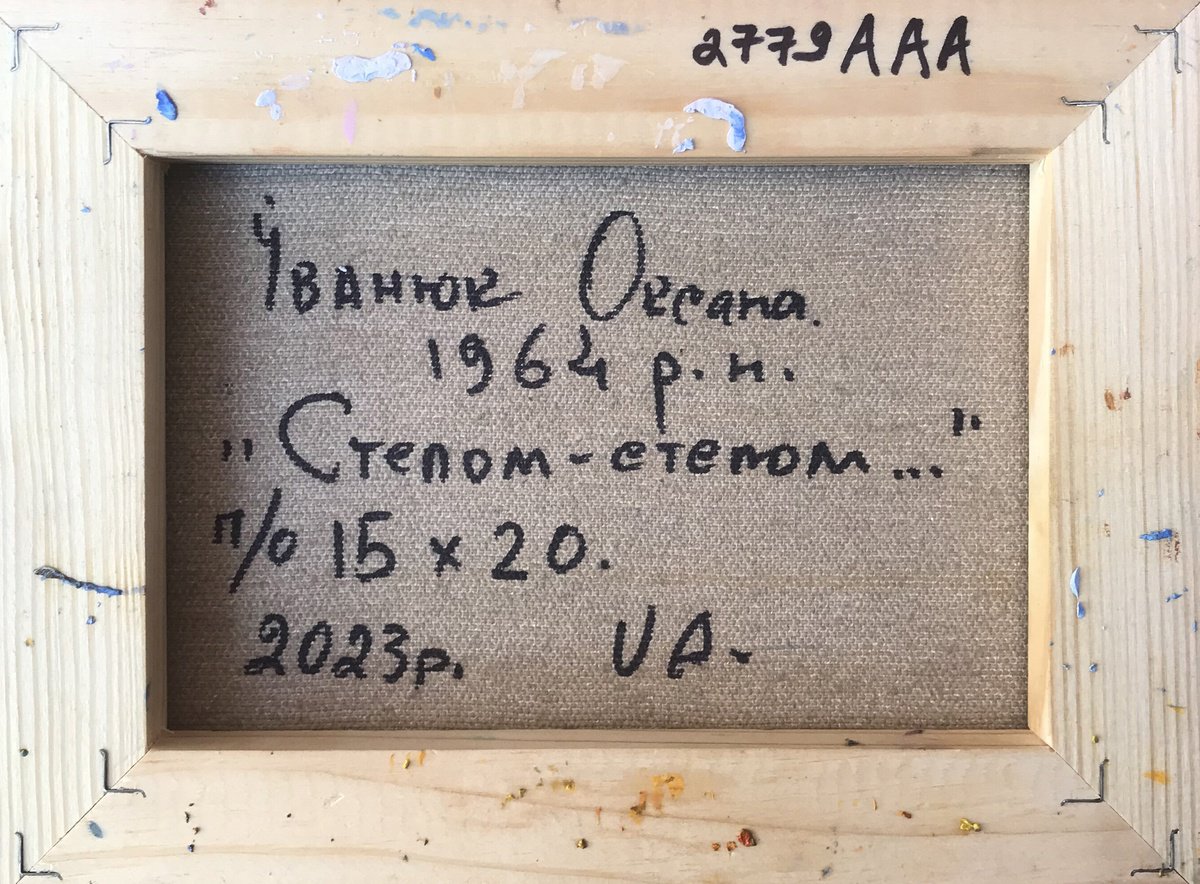 2779AAA
Іванюк Оксана.
1964 р.н.
"Степом-степом..."
п/о 15 x 20.
2023р. UA.